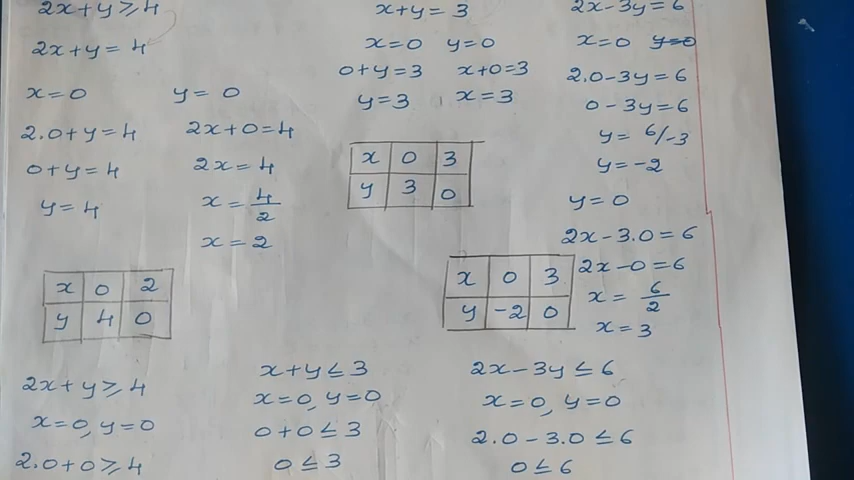 2x+y≥4
2x+y=4
x=0 y=0
2.0+y=4 2x+0=4
0+y=4 2x=4
y=4 x=4/2
x=2
x 0 2
y 4 0
2x+y≥4
x=0, y=0
2.0+0≥4
x+y=3
x=0 y=0
0+y=3 x+0=3
y=3 x=3
x 0 3
y 3 0
x+y≤3
x=0, y=0
0+0≤3
0≤3
2x-3y=6
x=0 y=0
2.0-3y=6
0-3y=6
y=6/-3
y=-2
y=0
2x-3.0=6
2x-0=6
x=6/2
x=3
x 0 3
y -2 0
2x-3y≤6
x=0, y=0
2.0-3.0≤6
0≤6